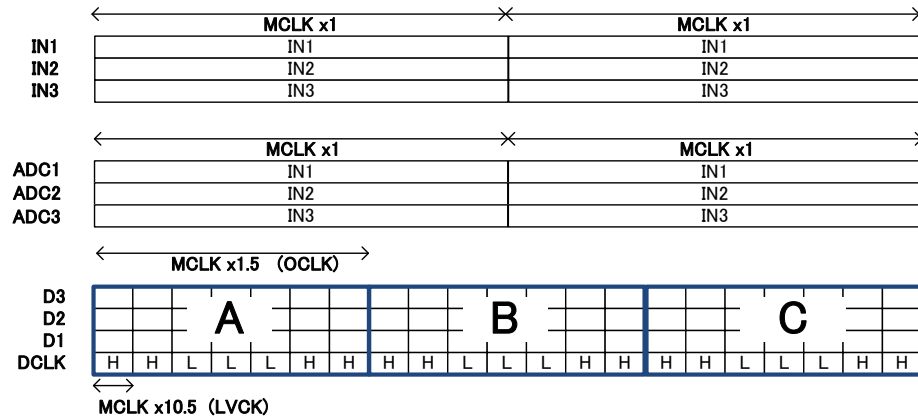 MCLK x1 MCLK x1
IN1 IN1 IN1
IN2 IN2 IN2
IN3 IN3 IN3
MCLK x1 MCLK x1
ADC1 IN1 IN1
ADC2 IN2 IN2
ADC3 IN3 IN3
MCLK x1.5 (OCLK)
D3
D2 A B C
D1
DCLK H H L L L H H H H L L L H H H H L L L H H
MCLK x10.5 (LVCK)